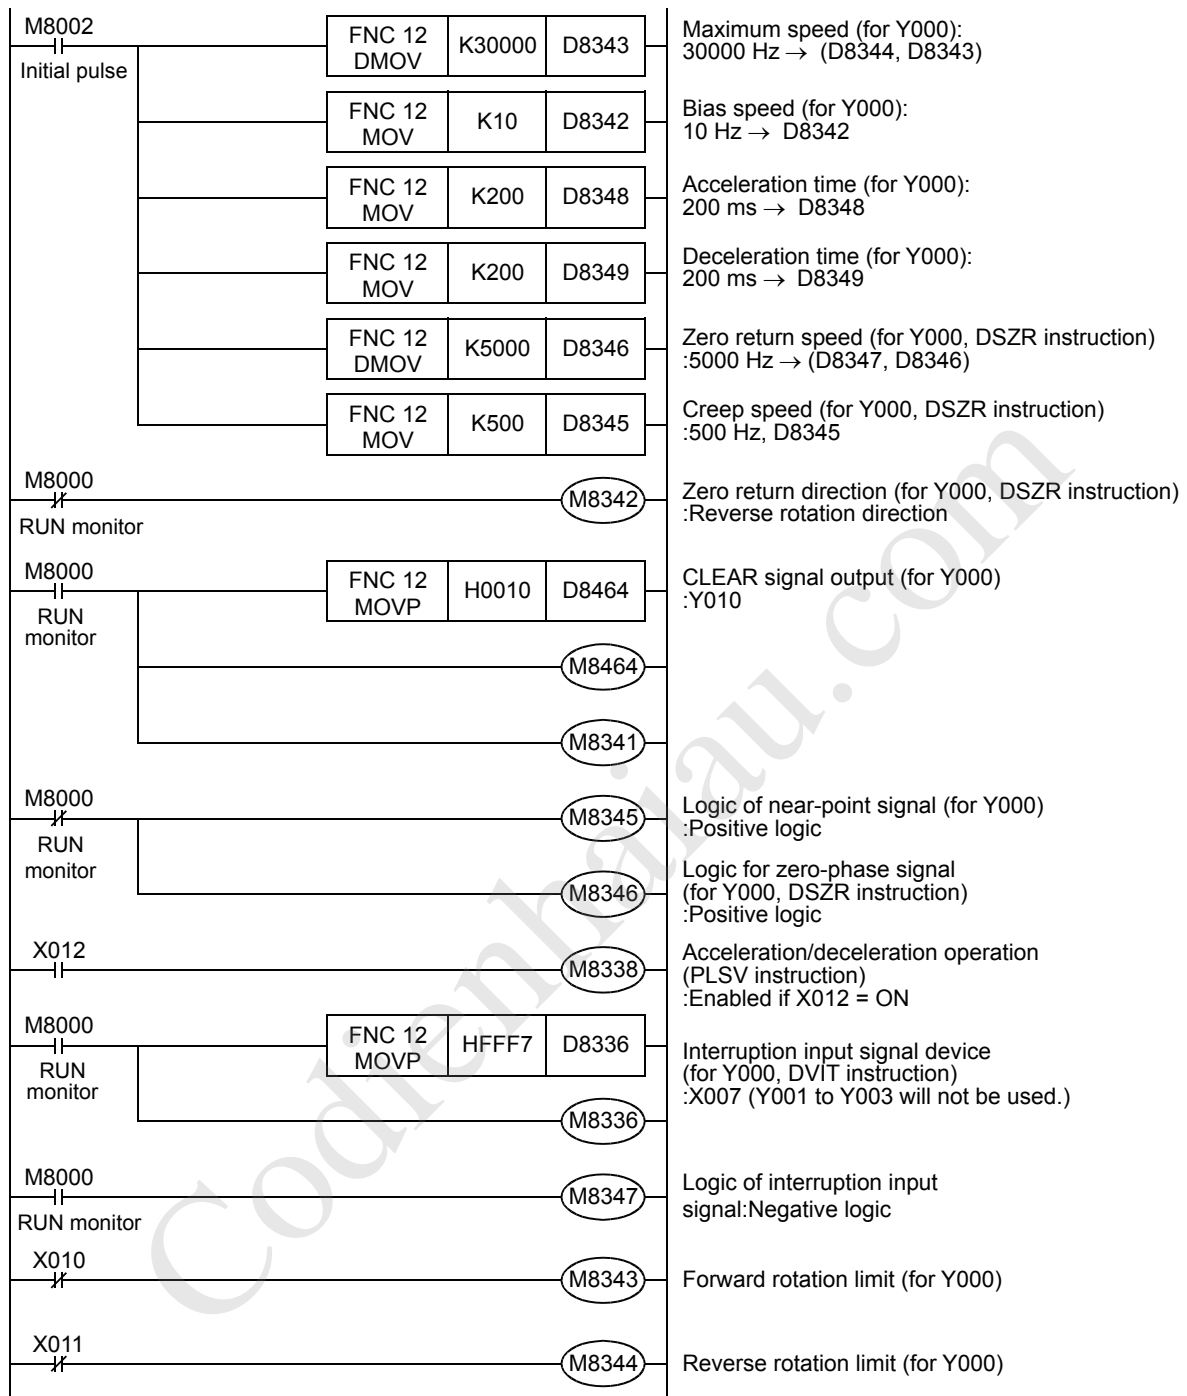 M8002
Initial pulse
FNC 12
DMOV
K30000
D8343
Maximum speed (for Y000):
30000 Hz → (D8344, D8343)
FNC 12
MOV
K10
D8342
Bias speed (for Y000):
10 Hz → D8342
FNC 12
MOV
K200
D8348
Acceleration time (for Y000):
200 ms → D8348
FNC 12
MOV
K200
D8349
Deceleration time (for Y000):
200 ms → D8349
FNC 12
DMOV
K5000
D8346
Zero return speed (for Y000, DSZR instruction)
:5000 Hz → (D8347, D8346)
FNC 12
MOV
K500
D8345
Creep speed (for Y000, DSZR instruction)
:500 Hz, D8345
M8000
RUN monitor
M8342
Zero return direction (for Y000, DSZR instruction)
:Reverse rotation direction
M8000
RUN
monitor
FNC 12
MOVP
H0010
D8464
CLEAR signal output (for Y000)
:Y010
M8464
M8341
M8000
RUN
monitor
M8345
Logic of near-point signal (for Y000)
:Positive logic
M8346
Logic for zero-phase signal
(for Y000, DSZR instruction)
:Positive logic
X012
M8338
Acceleration/deceleration operation
(PLSV instruction)
:Enabled if X012 = ON
M8000
RUN
monitor
FNC 12
MOVP
HFFF7
D8336
Interruption input signal device
(for Y000, DVIT instruction)
:X007 (Y001 to Y003 will not be used.)
M8336
M8000
RUN monitor
M8347
Logic of interruption input
signal:Negative logic
X010
M8343
Forward rotation limit (for Y000)
X011
M8344
Reverse rotation limit (for Y000)
Codienhaiau.com